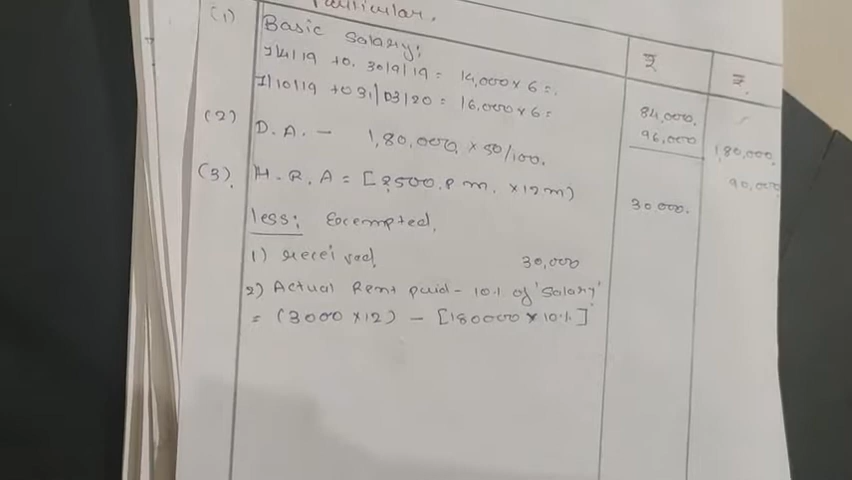 Particular.
₹ ₹.
(1) Basic Salary:
1/4/19 to. 30/9/19 = 14,000 x 6 = 84,000.
1/10/19 to 31/03/20 = 16,000 x 6 = 96,000 1,80,000.
(2) D.A. - 1,80,000 x 50/100. 90,000
(3). H.R.A = [2500.P m. x 12 m) 30 000.
less: Excempted.
1) received. 30,000
2) Actual Rent paid - 10% of 'Salary'
= (3000 x 12) - [180000 x 10%]